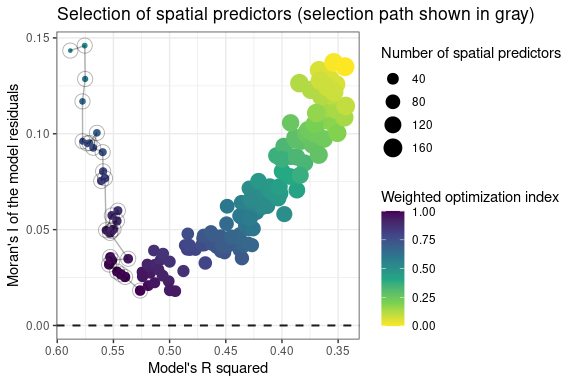 Selection of spatial predictors (selection path shown in gray)
Moran's I of the model residuals
0.15
0.10
0.05
0.00
0.60 0.55 0.50 0.45 0.40 0.35
Model's R squared
Number of spatial predictors
40
80
120
160
Weighted optimization index
1.00
0.75
0.50
0.25
0.00